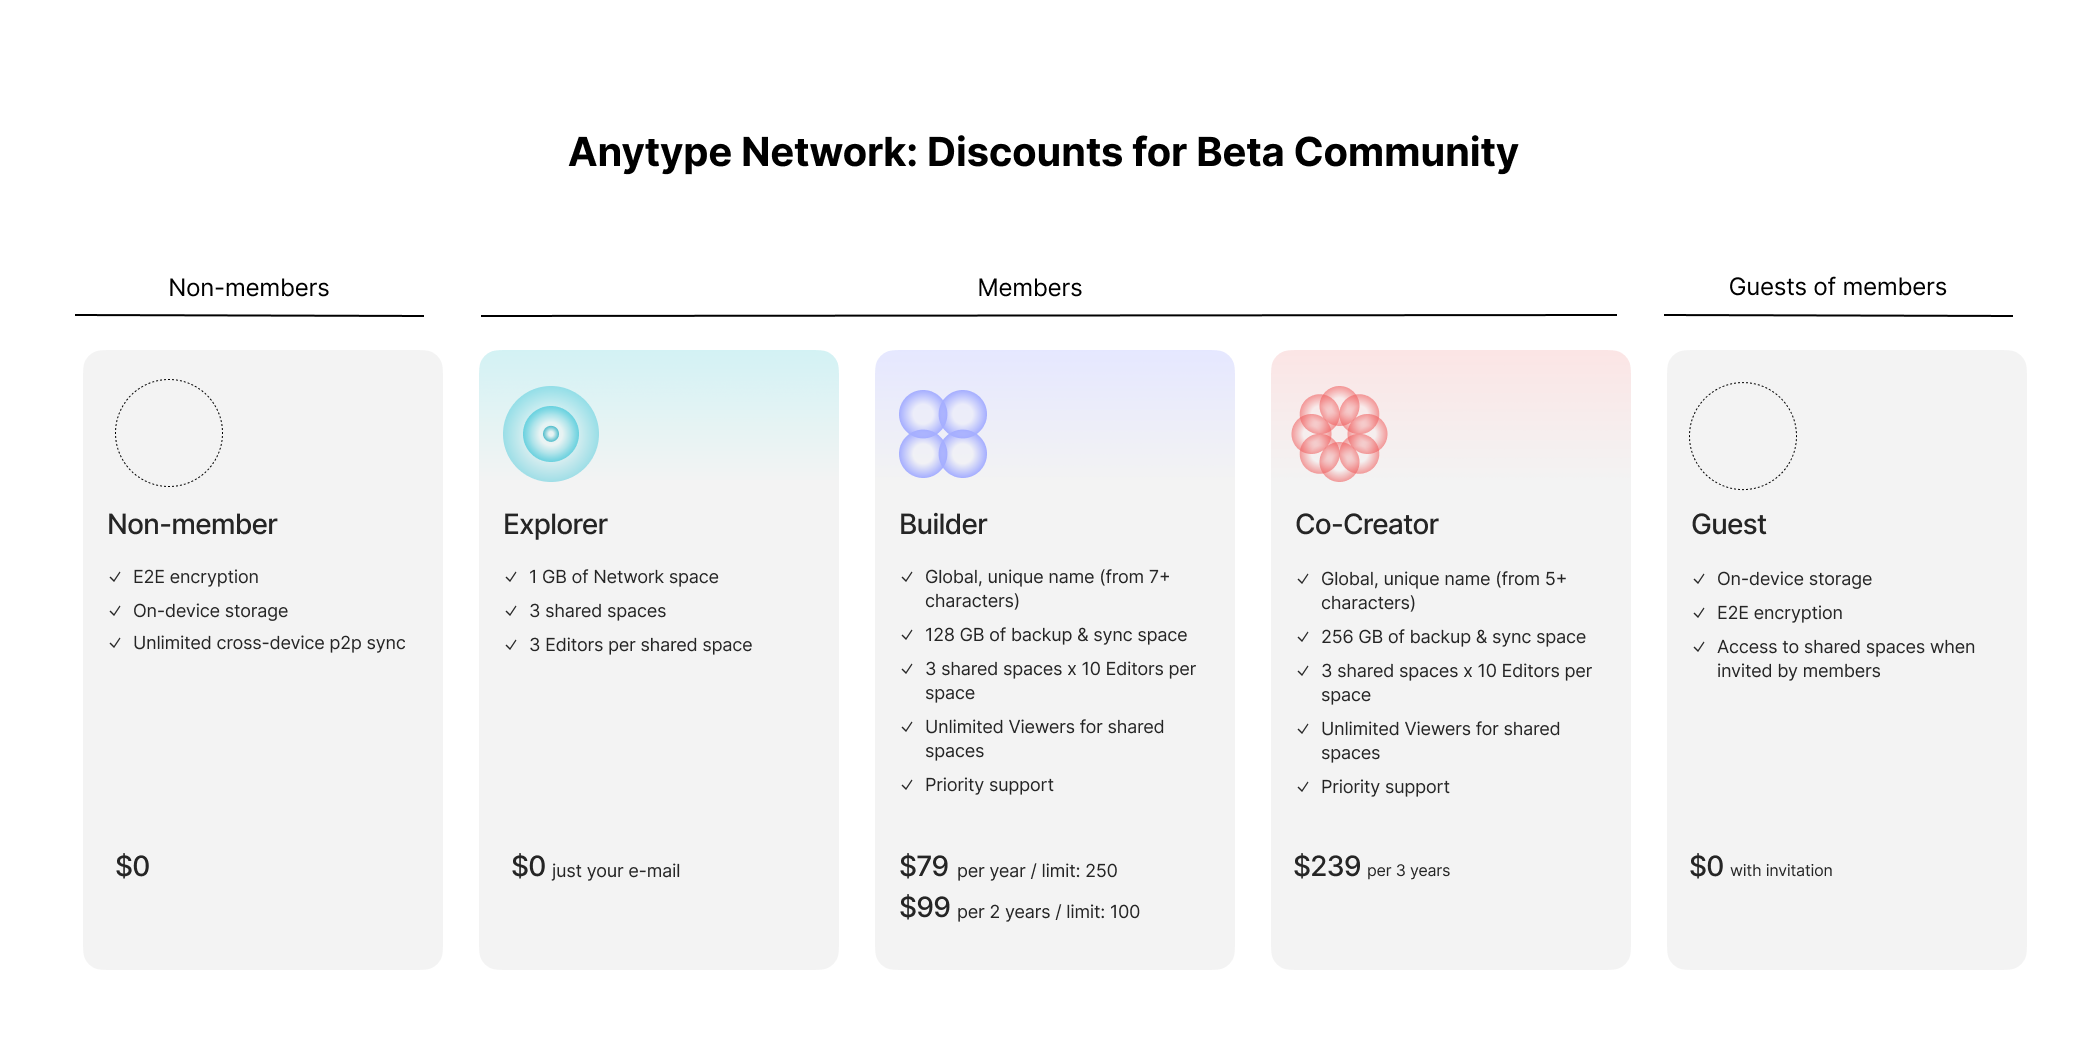 Anytype Network: Discounts for Beta Community
Non-members
Members
Guests of members
Non-member
E2E encryption
On-device storage
Unlimited cross-device p2p sync
$0
Explorer
1 GB of Network space
3 shared spaces
3 Editors per shared space
$0 just your e-mail
Builder
Global, unique name (from 7+
characters)
128 GB of backup & sync space
3 shared spaces x 10 Editors per
space
Unlimited Viewers for shared
spaces
Priority support
$79 per year / limit: 250
$99 per 2 years / limit: 100
Co-Creator
Global, unique name (from 5+
characters)
256 GB of backup & sync space
3 shared spaces x 10 Editors per
space
Unlimited Viewers for shared
spaces
Priority support
$239 per 3 years
Guest
On-device storage
E2E encryption
Access to shared spaces when
invited by members
$0 with invitation